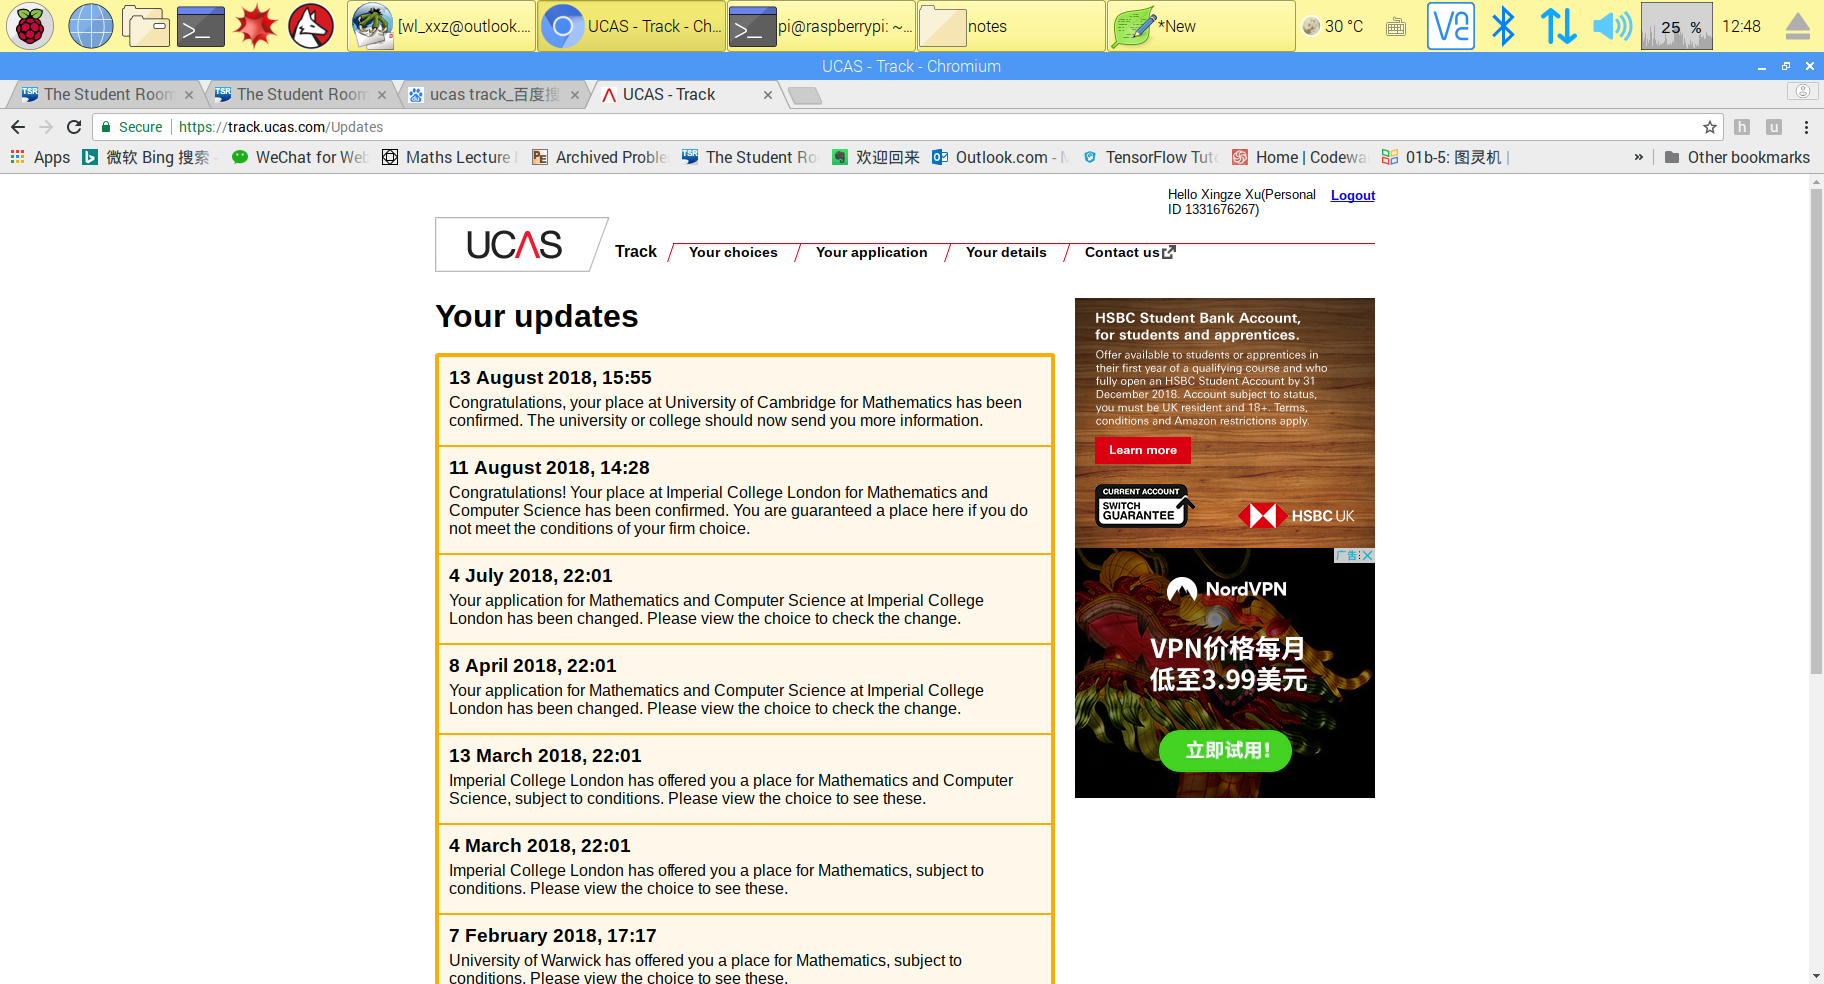 [wl_xxz@outlook.... UCAS - Track - Ch... pi@raspberrypi: ~... notes *New 30 °C 25 % 12:48
UCAS - Track - Chromium
The Student Room The Student Room ucas track_百度搜 UCAS - Track
Secure https://track.ucas.com/Updates
Apps 微软 Bing 搜索 - WeChat for Web Maths Lecture Archived Proble The Student Ro 欢迎回来 Outlook.com - M TensorFlow Tuto Home | Codewa 01b-5: 图灵机 | » Other bookmarks
Hello Xingze Xu(Personal ID 1331676267) Logout
UCAS Track Your choices Your application Your details Contact us
Your updates
13 August 2018, 15:55
Congratulations, your place at University of Cambridge for Mathematics has been
confirmed. The university or college should now send you more information.
11 August 2018, 14:28
Congratulations! Your place at Imperial College London for Mathematics and
Computer Science has been confirmed. You are guaranteed a place here if you do
not meet the conditions of your firm choice.
4 July 2018, 22:01
Your application for Mathematics and Computer Science at Imperial College
London has been changed. Please view the choice to check the change.
8 April 2018, 22:01
Your application for Mathematics and Computer Science at Imperial College
London has been changed. Please view the choice to check the change.
13 March 2018, 22:01
Imperial College London has offered you a place for Mathematics and Computer
Science, subject to conditions. Please view the choice to see these.
4 March 2018, 22:01
Imperial College London has offered you a place for Mathematics, subject to
conditions. Please view the choice to see these.
7 February 2018, 17:17
University of Warwick has offered you a place for Mathematics, subject to
conditions. Please view the choice to see these.
HSBC Student Bank Account,
for students and apprentices.
Offer available to students or apprentices in
their first year of a qualifying course and who
fully open an HSBC Student Account by 31
December 2018. Account subject to status,
you must be UK resident and 18+. Terms,
conditions and Amazon restrictions apply.
Learn more
CURRENT ACCOUNT
SWITCH
GUARANTEE
HSBC UK
广告
NordVPN
VPN价格每月
低至3.99美元
立即试用!